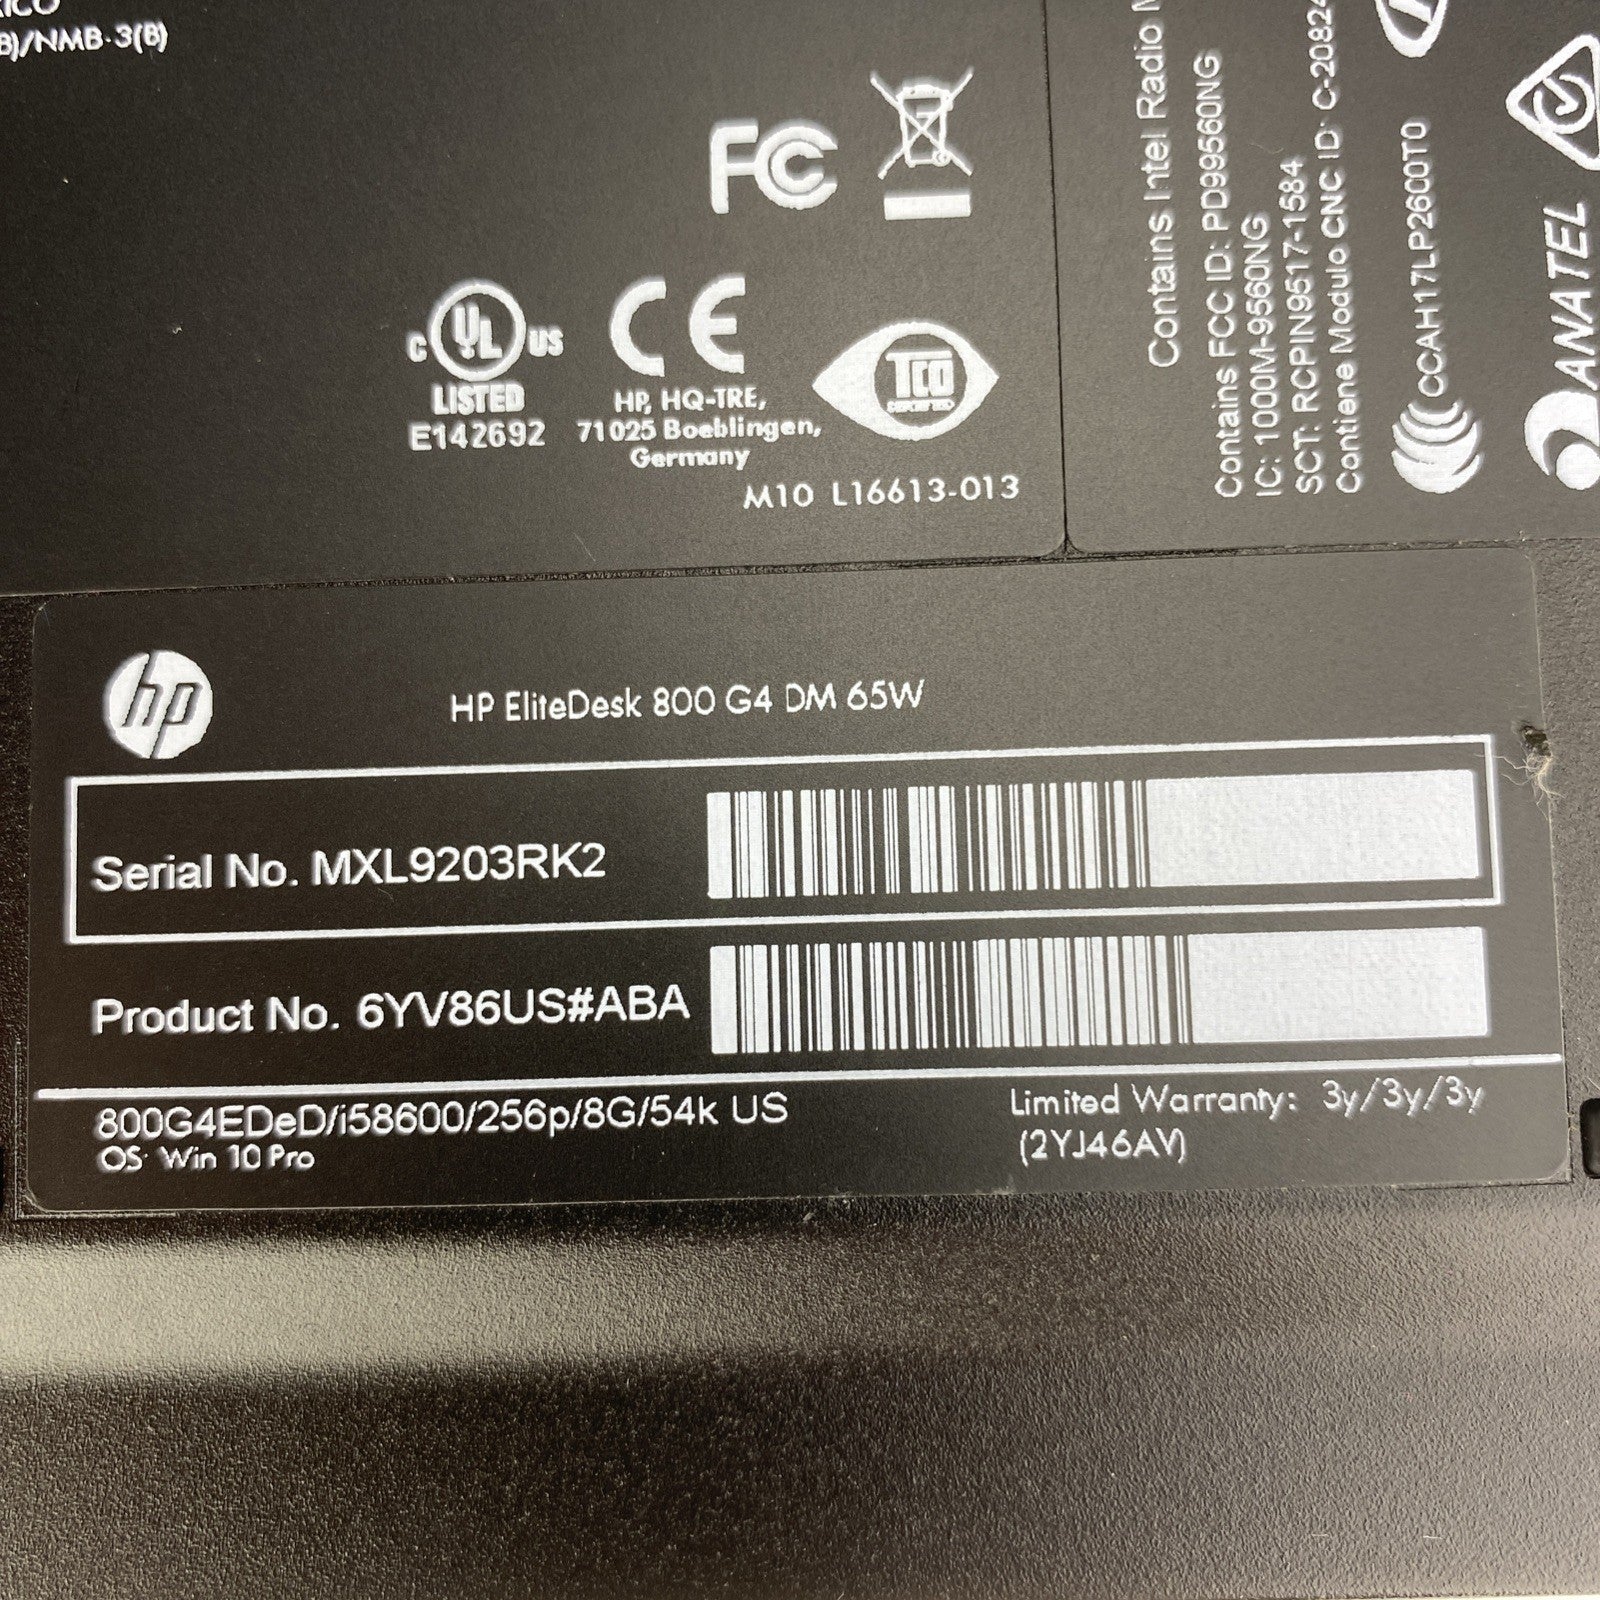 B)/NMB-3(B)
FC
C UL US
LISTED
E142692
CE
HP, HQ-TRE,
71025 Boeblingen,
Germany
TCO
M10 L16613-013
Contains Intel Radio
Contains FCC ID: PD99560NG
IC: 1000M-9560NG
SCT: RCPIN9517-1584
Contiene Modulo CNC ID: C-20824
CCAH17LP2600T0
ANATEL
hp
HP EliteDesk 800 G4 DM 65W
Serial No. MXL9203RK2
Product No. 6YV86US#ABA
800G4EDeD/i58600/256p/8G/54k US
OS: Win 10 Pro
Limited Warranty: 3y/3y/3y
(2YJ46AV)